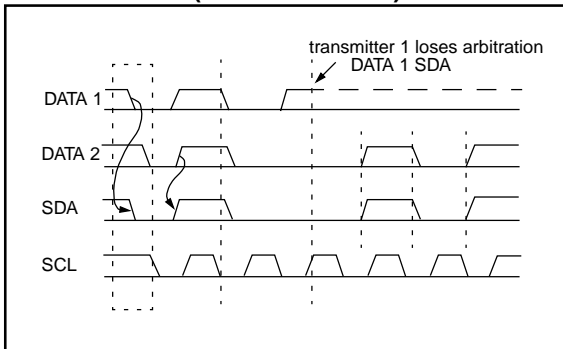 transmitter 1 loses arbitration
DATA 1 SDA
DATA 1
DATA 2
SDA
SCL